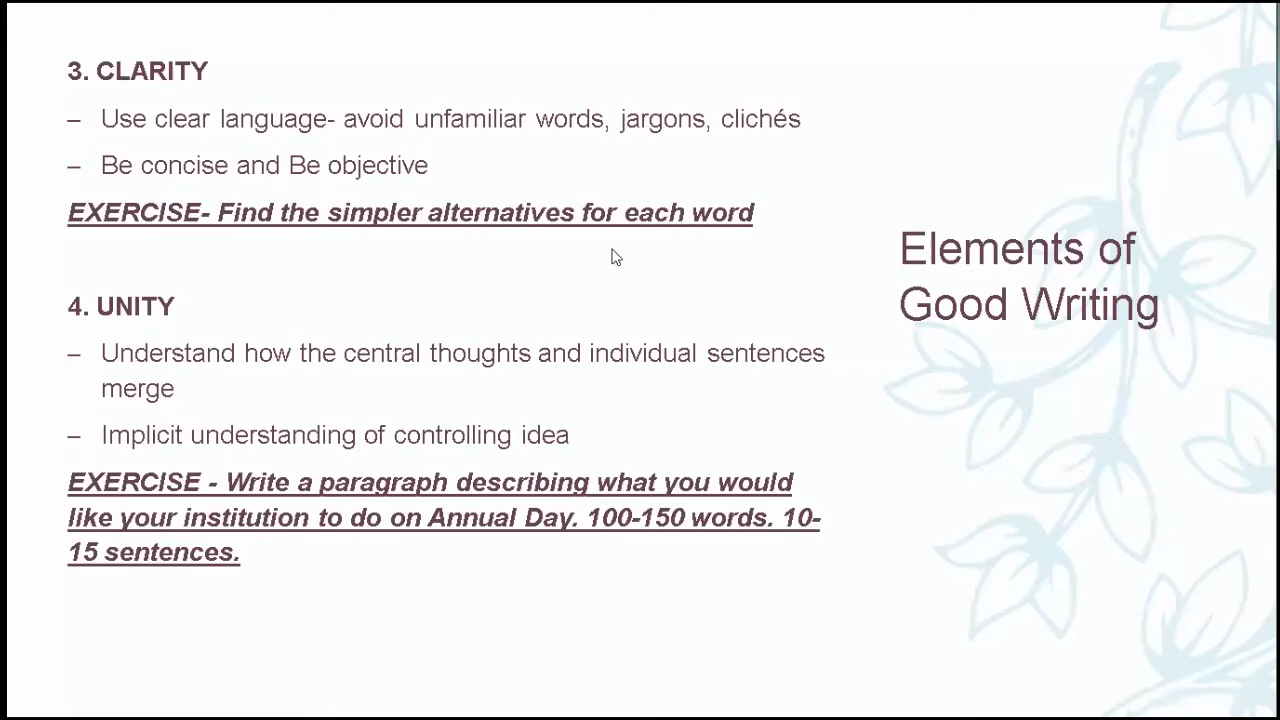 3. CLARITY
– Use clear language- avoid unfamiliar words, jargons, clichés
– Be concise and Be objective
EXERCISE- Find the simpler alternatives for each word
4. UNITY
– Understand how the central thoughts and individual sentences
merge
– Implicit understanding of controlling idea
EXERCISE - Write a paragraph describing what you would
like your institution to do on Annual Day. 100-150 words. 10-
15 sentences.
Elements of
Good Writing